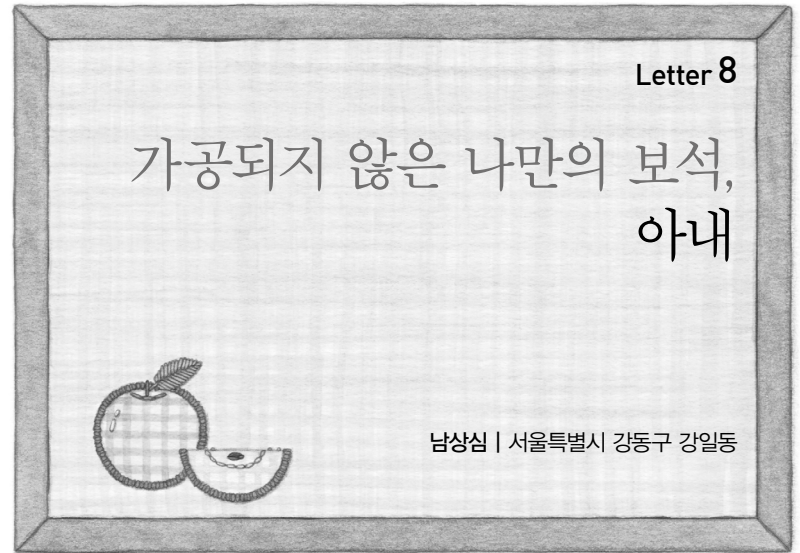 Letter 8
가공되지 않은 나만의 보석,
아내
남상심 | 서울특별시 강동구 강일동